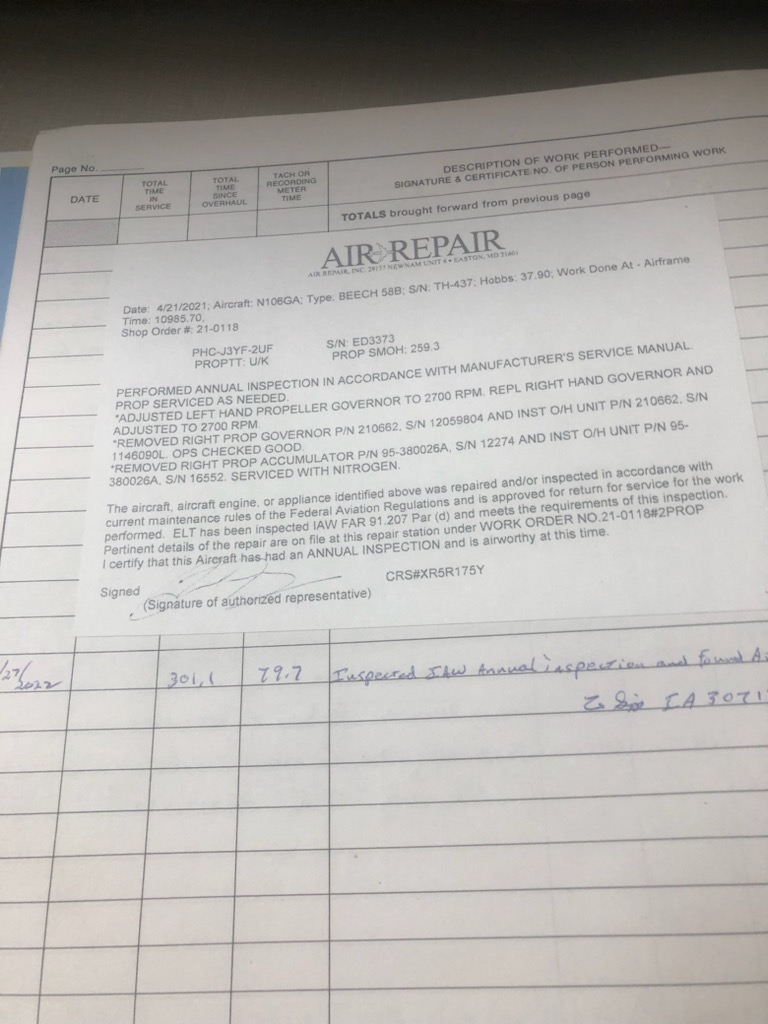 Page No.
DATE
TOTAL TIME IN SERVICE
TOTAL TIME SINCE OVERHAUL
TACH OR RECORDING METER TIME
DESCRIPTION OF WORK PERFORMED—
SIGNATURE & CERTIFICATE NO. OF PERSON PERFORMING WORK
TOTALS brought forward from previous page
AIR REPAIR
AIR REPAIR, INC. 29137 NEWNAM UNIT # • EASTON, MD 21601
Date: 4/21/2021; Aircraft: N106GA; Type: BEECH 58B; S/N: TH-437; Hobbs: 37.90; Work Done At - Airframe
Time: 10985.70,
Shop Order #: 21-0118
PHC-J3YF-2UF S/N: ED3373
PROPTT: U/K PROP SMOH: 259.3
PERFORMED ANNUAL INSPECTION IN ACCORDANCE WITH MANUFACTURER'S SERVICE MANUAL.
PROP SERVICED AS NEEDED.
*ADJUSTED LEFT HAND PROPELLER GOVERNOR TO 2700 RPM. REPL RIGHT HAND GOVERNOR AND
ADJUSTED TO 2700 RPM.
*REMOVED RIGHT PROP GOVERNOR P/N 210662, S/N 12059804 AND INST O/H UNIT P/N 210662, S/N
1146090L. OPS CHECKED GOOD.
*REMOVED RIGHT PROP ACCUMULATOR P/N 95-380026A, S/N 12274 AND INST O/H UNIT P/N 95-
380026A, S/N 16552. SERVICED WITH NITROGEN.
The aircraft, aircraft engine, or appliance identified above was repaired and/or inspected in accordance with
current maintenance rules of the Federal Aviation Regulations and is approved for return for service for the work
performed. ELT has been inspected IAW FAR 91.207 Par (d) and meets the requirements of this inspection.
Pertinent details of the repair are on file at this repair station under WORK ORDER NO.21-0118#2PROP
I certify that this Aircraft has had an ANNUAL INSPECTION and is airworthy at this time.
Signed CRS#XR5R175Y
(Signature of authorized representative)
/27/2022 301.1 79.7 Inspected IAW Annual inspection and found A
IA 3071